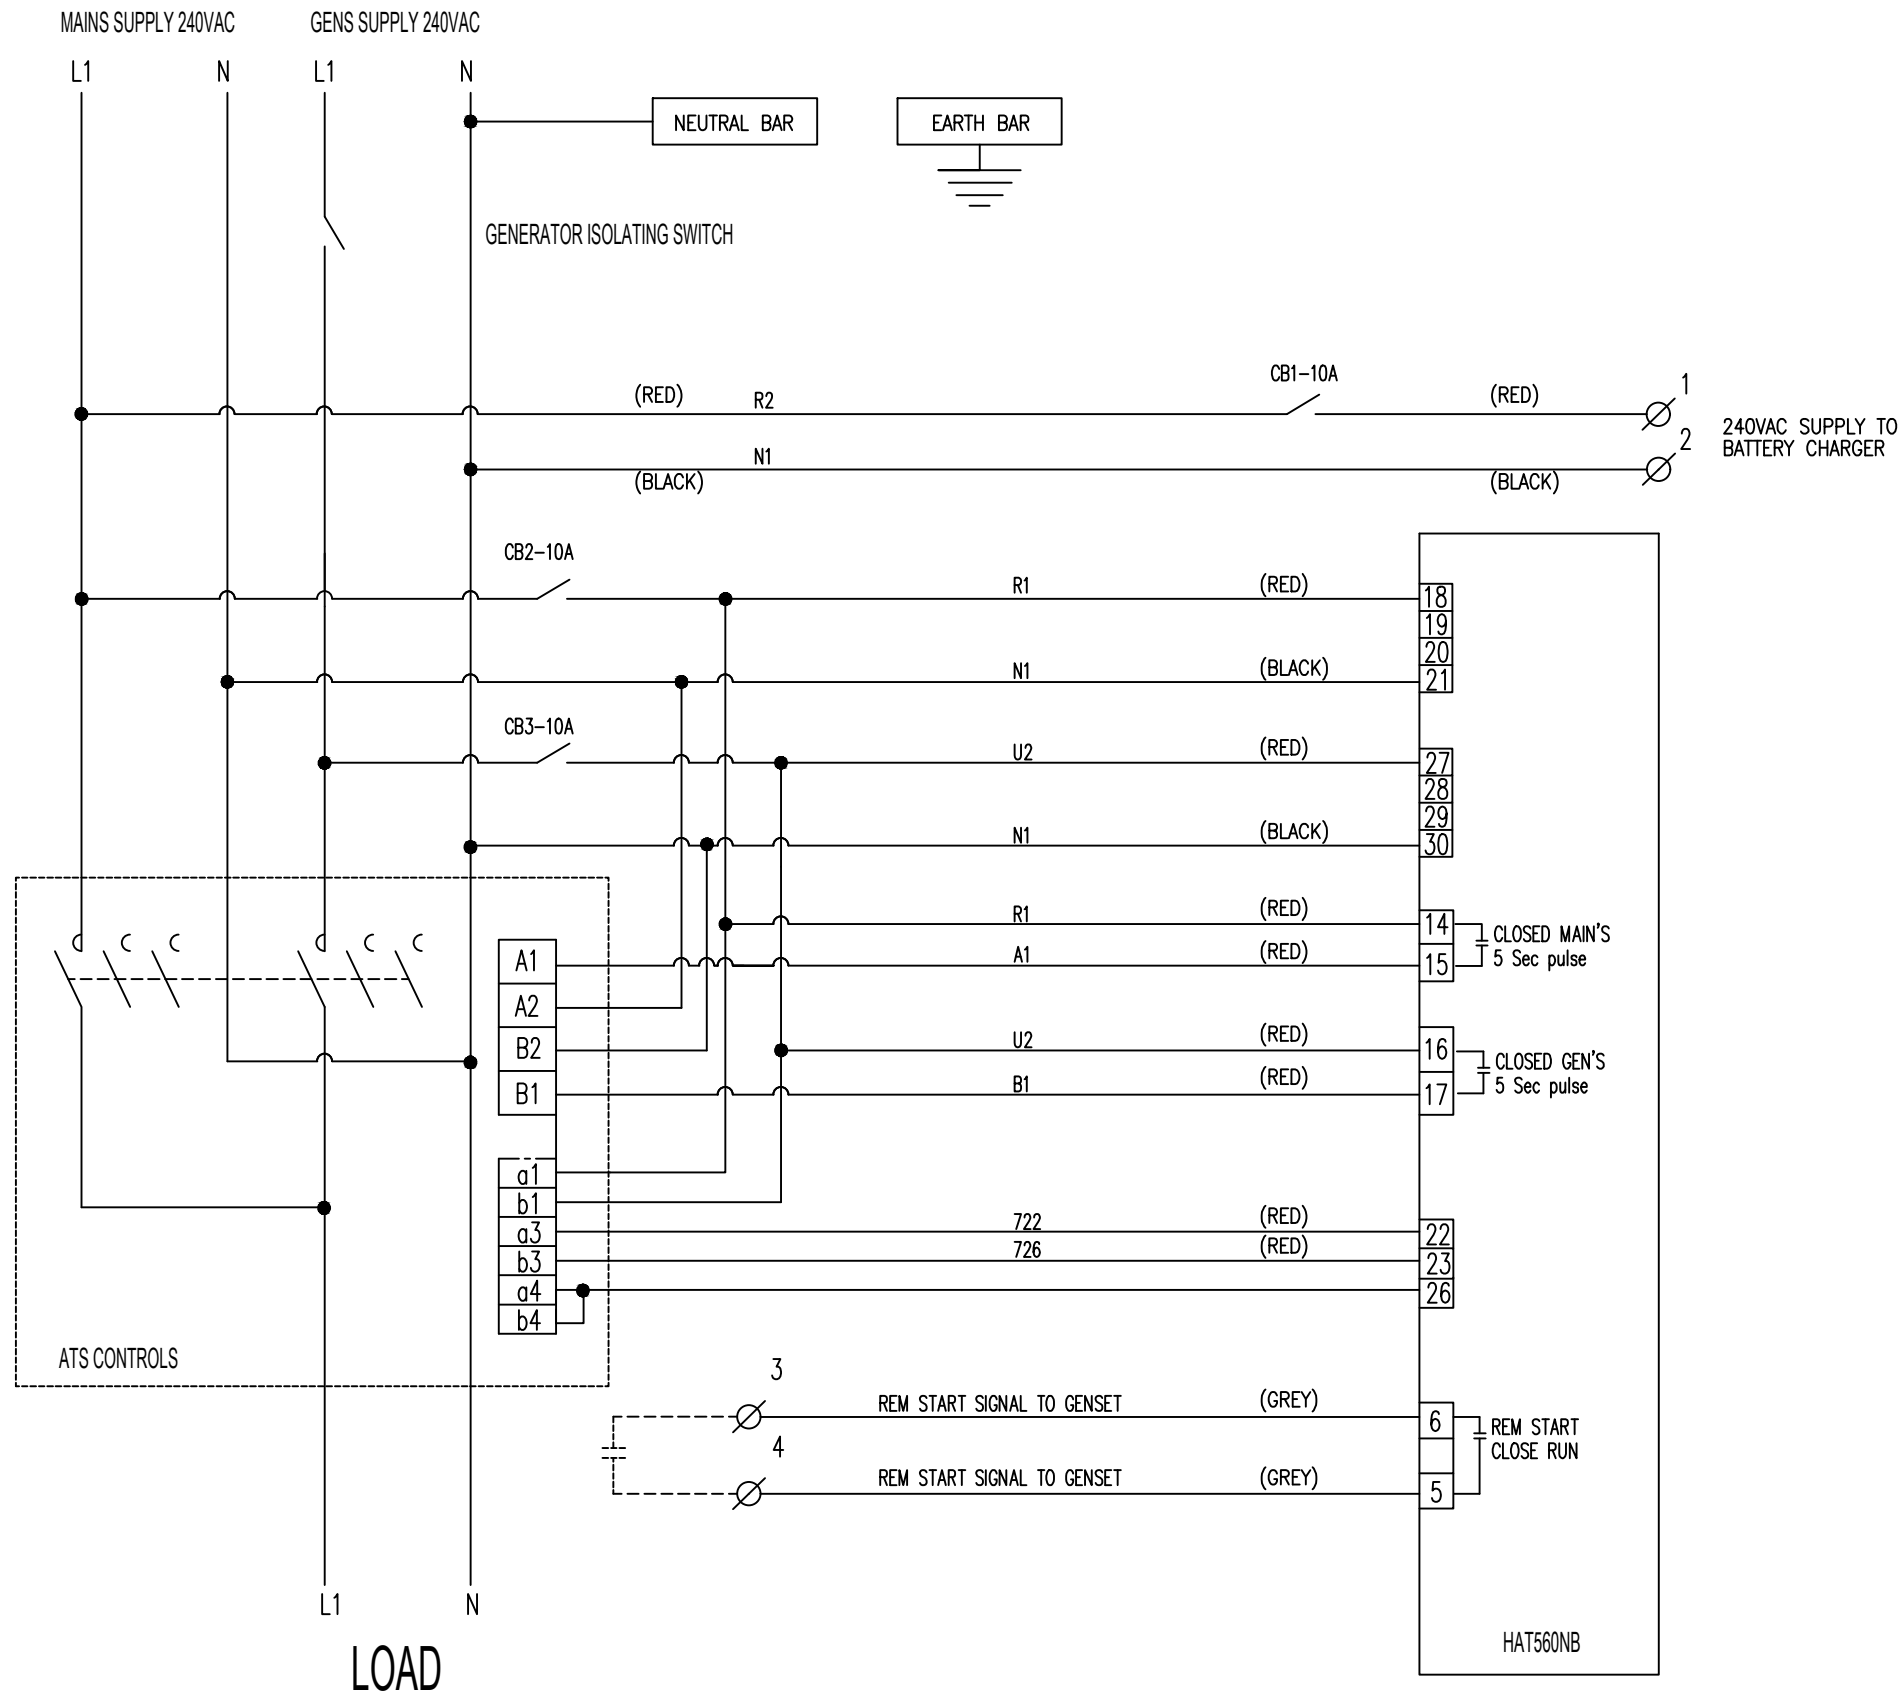 MAINS SUPPLY 240VAC
GENS SUPPLY 240VAC
L1
N
L1
N
NEUTRAL BAR
EARTH BAR
GENERATOR ISOLATING SWITCH
CB1-10A
(RED)
R2
(RED)
1
240VAC SUPPLY TO
BATTERY CHARGER
2
N1
(BLACK)
(BLACK)
CB2-10A
R1
(RED)
18
19
20
21
N1
(BLACK)
CB3-10A
U2
(RED)
27
28
29
30
N1
(BLACK)
R1
(RED)
14
CLOSED MAIN'S
5 Sec pulse
A1
A1
(RED)
15
A2
U2
(RED)
16
CLOSED GEN'S
5 Sec pulse
B2
B1
B1
(RED)
17
a1
b1
a3
b3
a4
b4
722
(RED)
22
726
(RED)
23
26
ATS CONTROLS
3
REM START SIGNAL TO GENSET
(GREY)
6
REM START
CLOSE RUN
4
REM START SIGNAL TO GENSET
(GREY)
5
L1
N
LOAD
HAT560NB